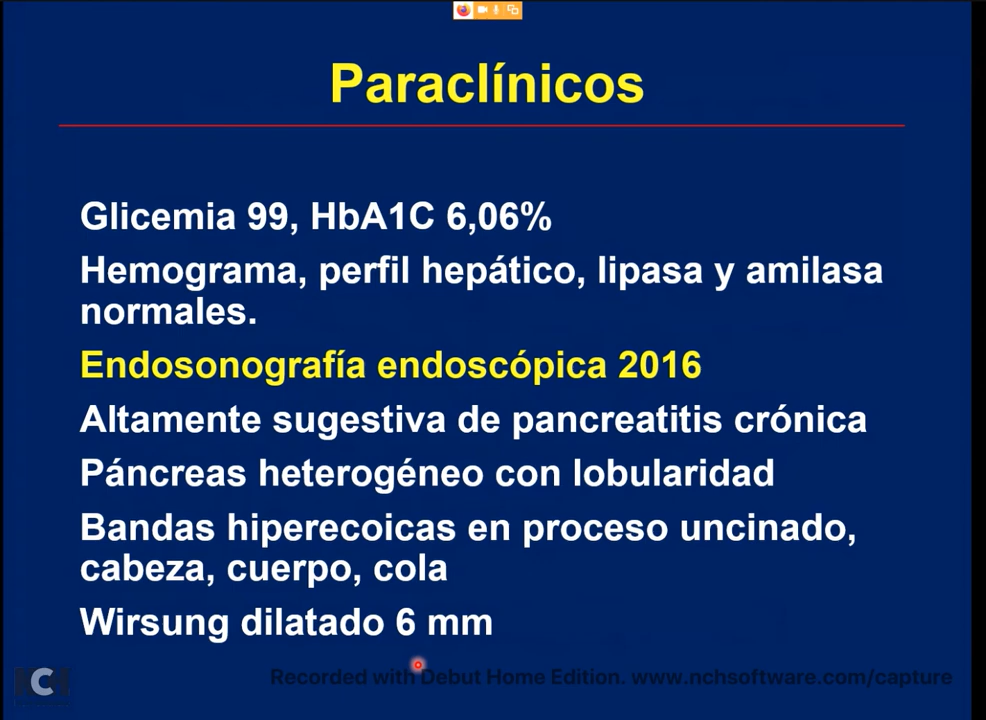 Paraclínicos
Glicemia 99, HbA1C 6,06%
Hemograma, perfil hepático, lipasa y amilasa
normales.
Endosonografía endoscópica 2016
Altamente sugestiva de pancreatitis crónica
Páncreas heterogéneo con lobularidad
Bandas hiperecoicas en proceso uncinado,
cabeza, cuerpo, cola
Wirsung dilatado 6 mm
C
Recorded with Debut Home Edition. www.nchsoftware.com/capture